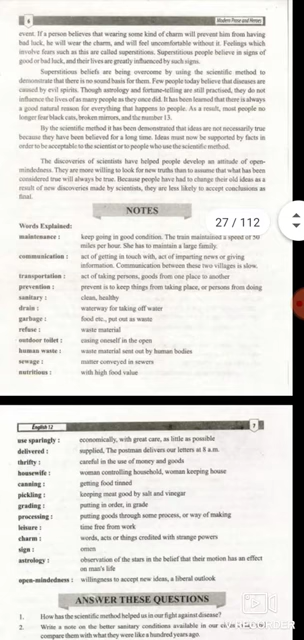 6 Modern Prose and Heroes
event. If a person believes that wearing some kind of charm will prevent him from having
bad luck, he will wear the charm, and will feel uncomfortable without it. Feelings which
involve fears such as this are called superstitions. Superstitious people believe in signs
of good or bad luck, and their lives are greatly influenced by such signs.
Superstitious beliefs are being overcome by using the scientific method to
demonstrate that there is no sound basis for them. Few people today believe that diseases are
caused by evil spirits. Though astrology and fortune-telling are still practised, they do not
influence the lives of as many people as they once did. It has been learned that there is always
a good natural reason for everything that happens to people. As a result, most people no
longer fear black cats, broken mirrors, and the number 13.
By the scientific method it has been demonstrated that ideas are not necessarily true
because they have been believed for a long time. Ideas must now be supported by facts in
order to be acceptable to the scientist or to people who use the scientific method.
The discoveries of scientists have helped people develop an attitude of open-
mindedness. They are more willing to look for new truths than to assume that what has been
considered true will always be true. Because people have had to change their old ideas as a
result of new discoveries made by scientists, they are less likely to accept conclusions as
final.
NOTES
27 / 112
Words Explained:
maintenance : keep going in good condition. The train maintained a speed of 50
miles per hour. She has to maintain a large family.
communication : act of getting in touch with, act of imparting news or giving
information. Communication between these two villages is slow.
transportation : act of taking persons, goods from one place to another
prevention : prevent is to keep things from taking place, or persons from doing
sanitary : clean, healthy
drain : waterway for taking off water
garbage : food etc., put out as waste
refuse : waste material
outdoor toilet : easing oneself in the open
human waste : waste material sent out by human bodies
sewage : matter conveyed in sewers
nutritious : with high food value
English 12 7
use sparingly : economically, with great care, as little as possible
delivered : supplied, The postman delivers our letters at 8 a.m.
thrifty : careful in the use of money and goods
housewife : woman controlling household, woman keeping house
canning : getting food tinned
pickling : keeping meat good by salt and vinegar
grading : putting in order, in grade
processing : putting goods through some process, or way of making
leisure : time free from work
charm : words, acts or things credited with strange powers
sign : omen
astrology : observation of the stars in the belief that their motion has an effect
on man's life
open-mindedness : willingness to accept new ideas, a liberal outlook
ANSWER THESE QUESTIONS
1. How has the scientific method helped us in our fight against disease?
2. Write a note on the better sanitary conditions available in our
compare them with what they were like a hundred years ago.
RECORDER